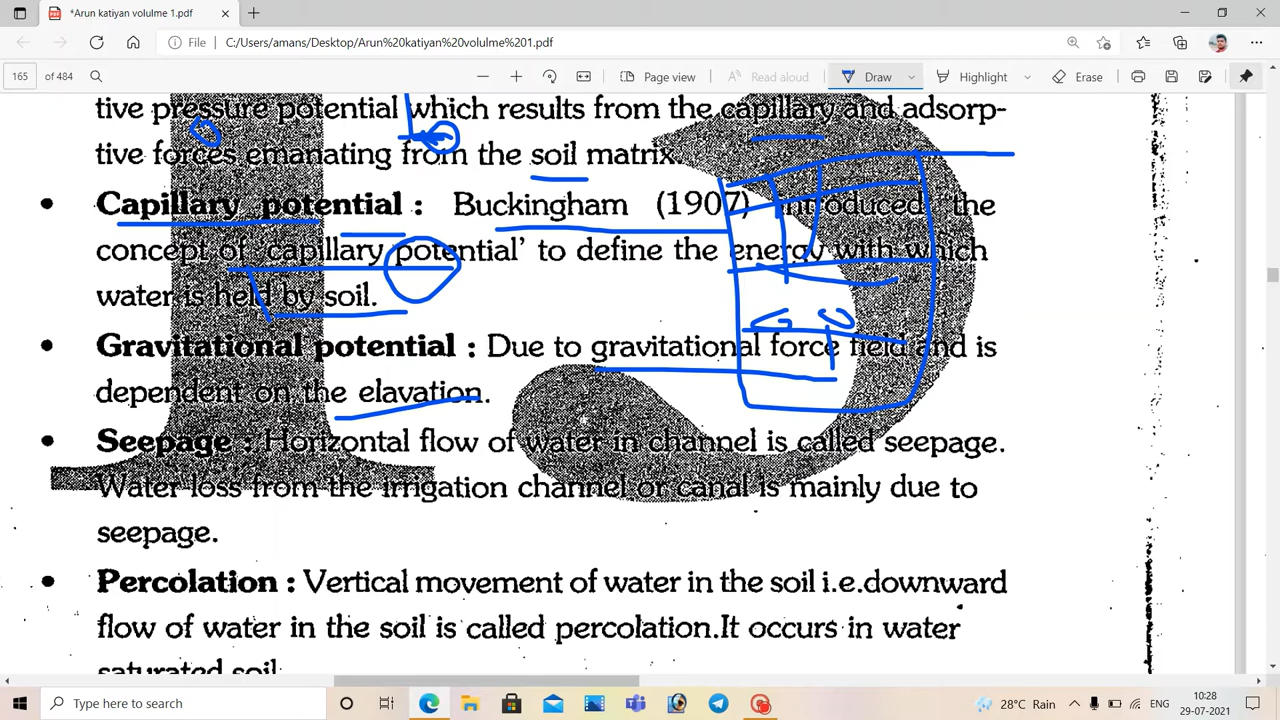 *Arun katiyan volulme 1.pdf
File C:/Users/amans/Desktop/Arun%20katiyan%20volulme%201.pdf
165 of 484 Page view Read aloud Draw Highlight Erase
tive pressure potential which results from the capillary and adsorp-
tive forces emanating from the soil matrix.
• Capillary potential : Buckingham (1907) introduced the
concept of 'capillary potential' to define the energy with which
water is held by soil.
• Gravitational potential : Due to gravitational force field and is
dependent on the elavation.
• Seepage : Horizontal flow of water in channel is called seepage.
Water loss from the irrigation channel or canal is mainly due to
seepage.
• Percolation : Vertical movement of water in the soil i.e.downward
flow of water in the soil is called percolation.It occurs in water
saturated soil.
Type here to search 28°C Rain ENG 10:28
29-07-2021